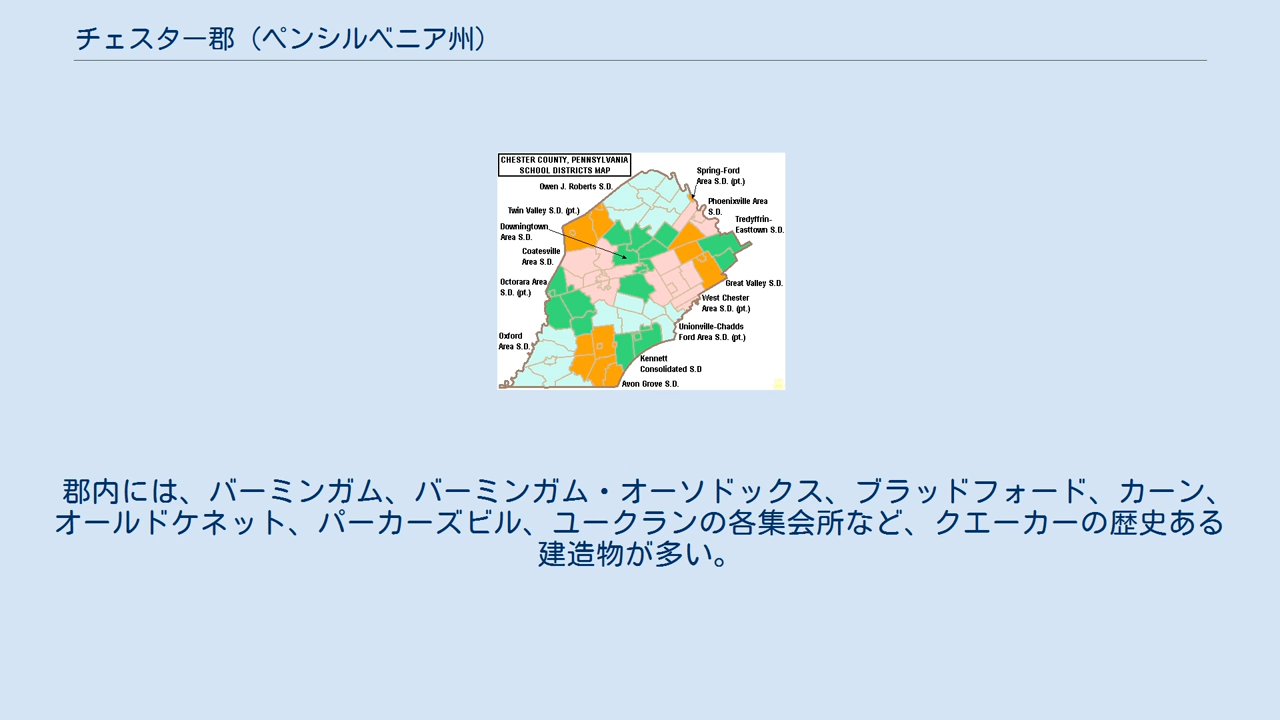 チェスター郡（ペンシルベニア州）
CHESTER COUNTY, PENNSYLVANIA
SCHOOL DISTRICTS MAP
Owen J. Roberts S.D.
Spring-Ford
Area S.D. (pt.)
Twin Valley S.D. (pt.)
Phoenixville Area
S.D.
Downingtown
Area S.D.
Tredyffrin-
Easttown S.D.
Coatesville
Area S.D.
Octorara Area
S.D. (pt.)
Great Valley S.D.
West Chester
Area S.D. (pt.)
Unionville-Chadds
Ford Area S.D. (pt.)
Oxford
Area S.D.
Kennett
Consolidated S.D
Avon Grove S.D.
郡内には、バーミンガム、バーミンガム・オーソドックス、ブラッドフォード、カーン、
オールドケネット、パーカーズビル、ユークランの各集会所など、クエーカーの歴史ある
建造物が多い。